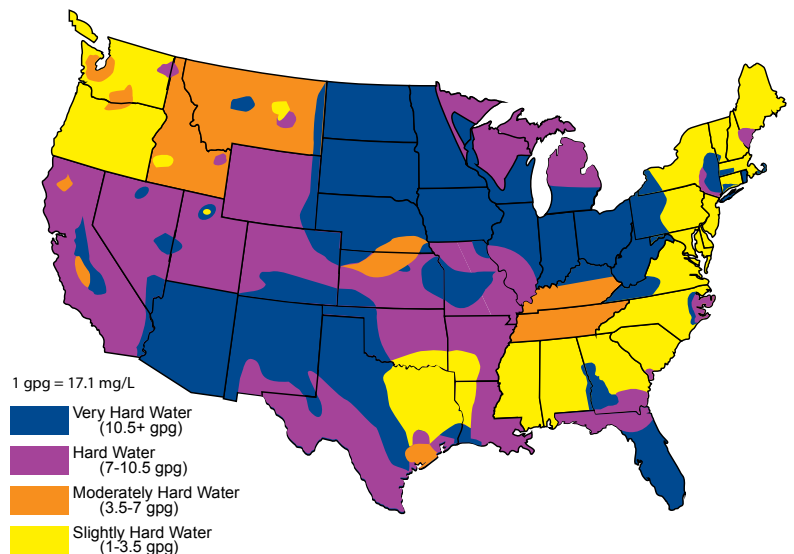 1 gpg = 17.1 mg/L
Very Hard Water
(10.5+ gpg)
Hard Water
(7-10.5 gpg)
Moderately Hard Water
(3.5-7 gpg)
Slightly Hard Water
(1-3.5 gpg)